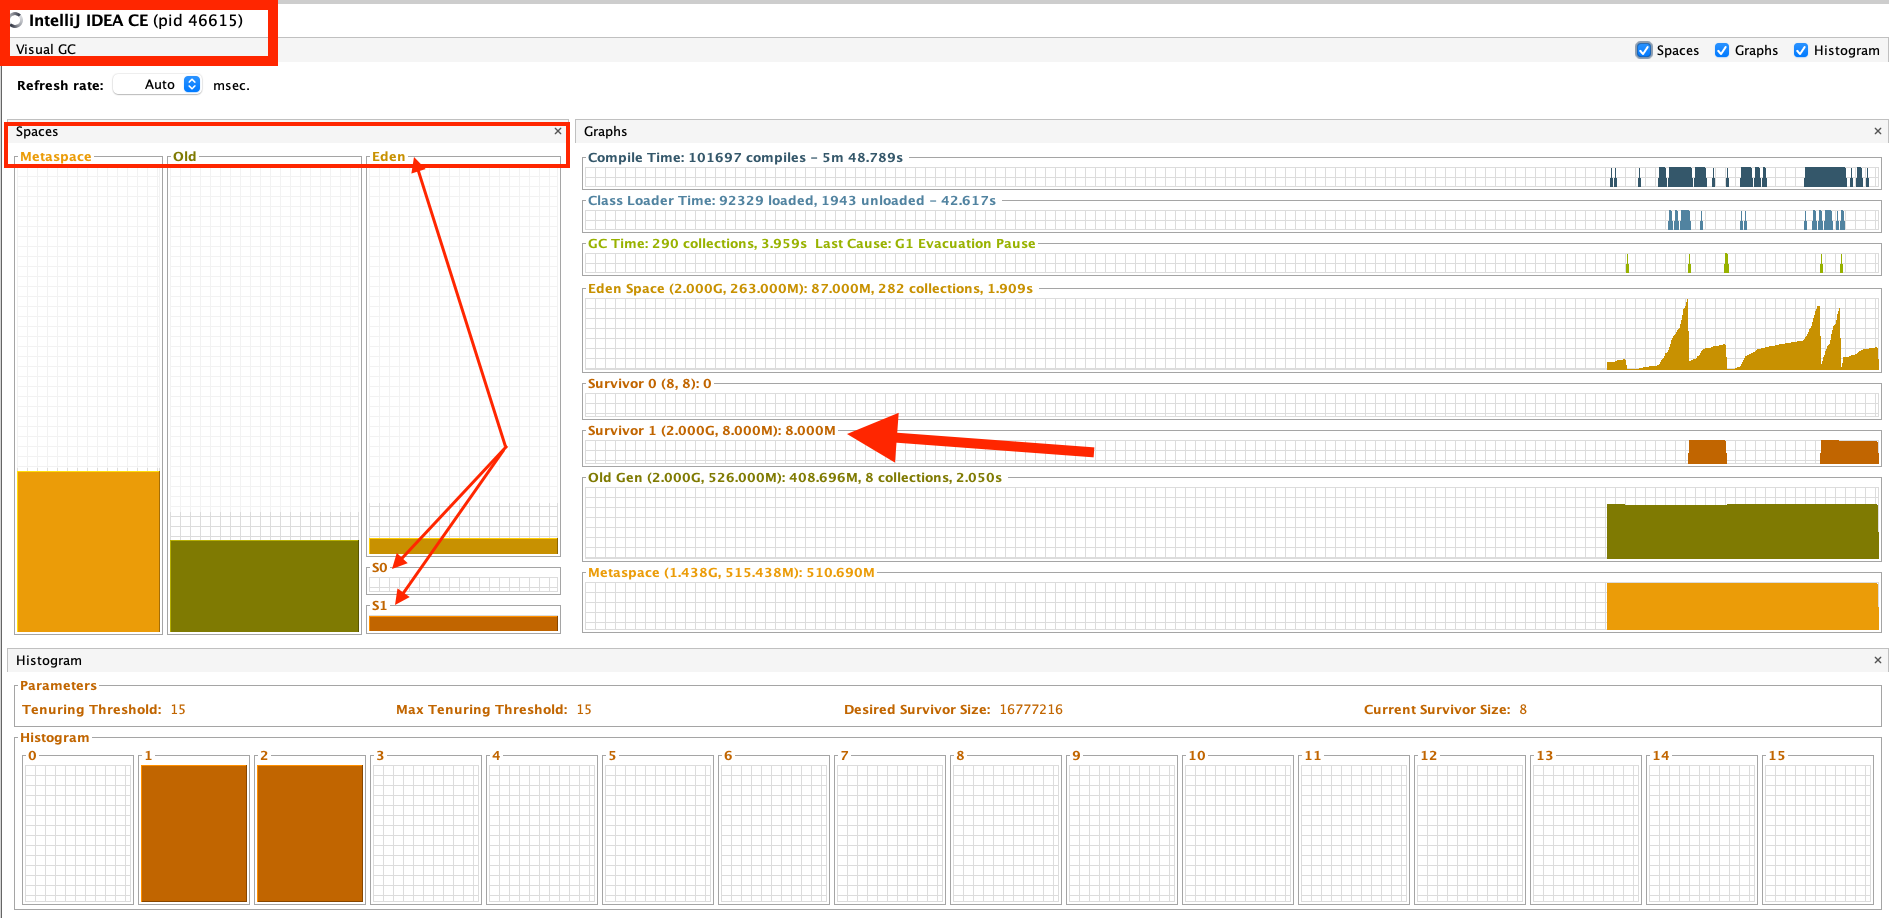 IntelliJ IDEA CE (pid 46615)
Visual GC
Spaces Graphs Histogram
Refresh rate: Auto msec.
Spaces ×
Metaspace Old Eden
S0
S1
Graphs ×
Compile Time: 101697 compiles - 5m 48.789s
Class Loader Time: 92329 loaded, 1943 unloaded - 42.617s
GC Time: 290 collections, 3.959s Last Cause: G1 Evacuation Pause
Eden Space (2.000G, 263.000M): 87.000M, 282 collections, 1.909s
Survivor 0 (8, 8): 0
Survivor 1 (2.000G, 8.000M): 8.000M
Old Gen (2.000G, 526.000M): 408.696M, 8 collections, 2.050s
Metaspace (1.438G, 515.438M): 510.690M
Histogram ×
Parameters
Tenuring Threshold: 15 Max Tenuring Threshold: 15 Desired Survivor Size: 16777216 Current Survivor Size: 8
Histogram
0 1 2 3 4 5 6 7 8 9 10 11 12 13 14 15